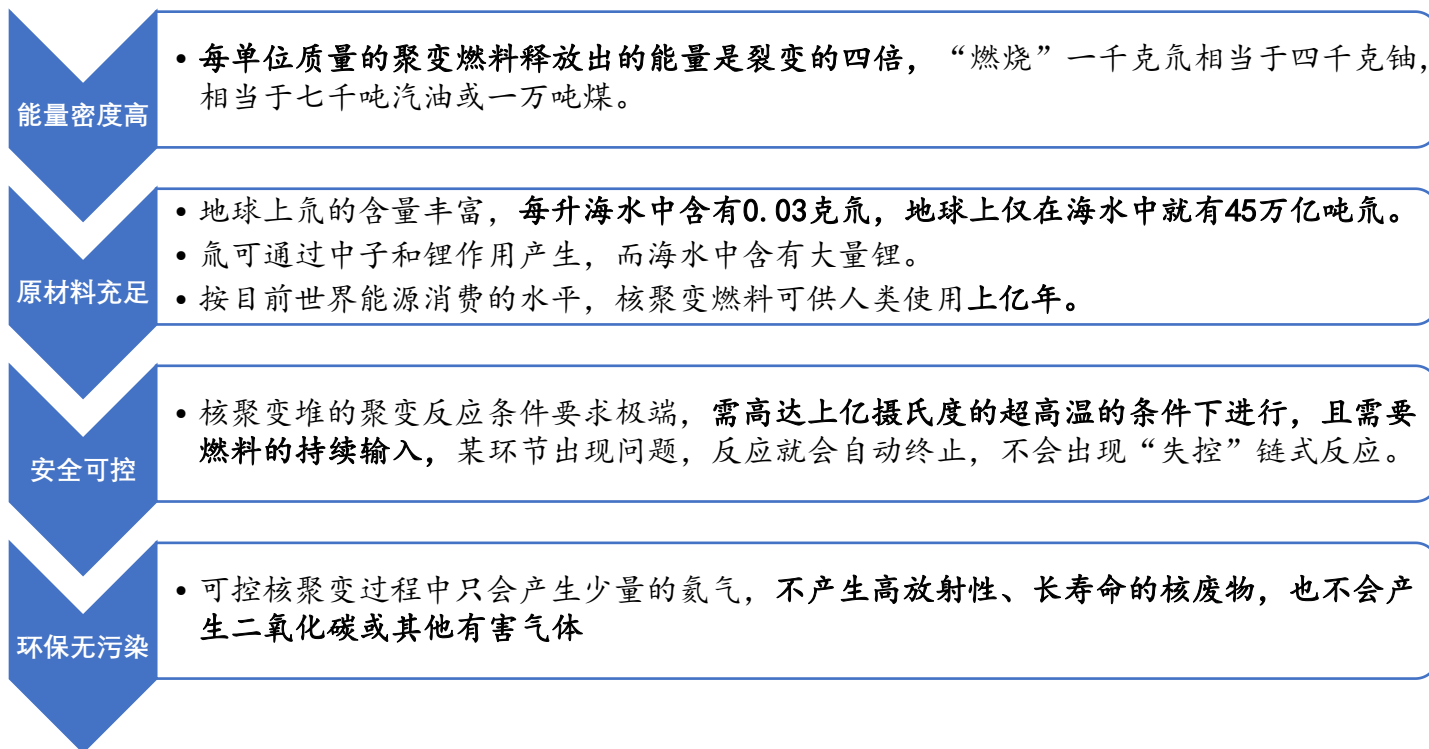 能量密度高
• 每单位质量的聚变燃料释放出的能量是裂变的四倍，“燃烧”一千克氘相当于四千克铀，
相当于七千吨汽油或一万吨煤。
原材料充足
• 地球上氘的含量丰富，每升海水中含有0.03克氘，地球上仅在海水中就有45万亿吨氘。
• 氚可通过中子和锂作用产生，而海水中含有大量锂。
• 按目前世界能源消费的水平，核聚变燃料可供人类使用上亿年。
安全可控
• 核聚变堆的聚变反应条件要求极端，需高达上亿摄氏度的超高温的条件下进行，且需要
燃料的持续输入，某环节出现问题，反应就会自动终止，不会出现“失控”链式反应。
环保无污染
• 可控核聚变过程中只会产生少量的氦气，不产生高放射性、长寿命的核废物，也不会产
生二氧化碳或其他有害气体